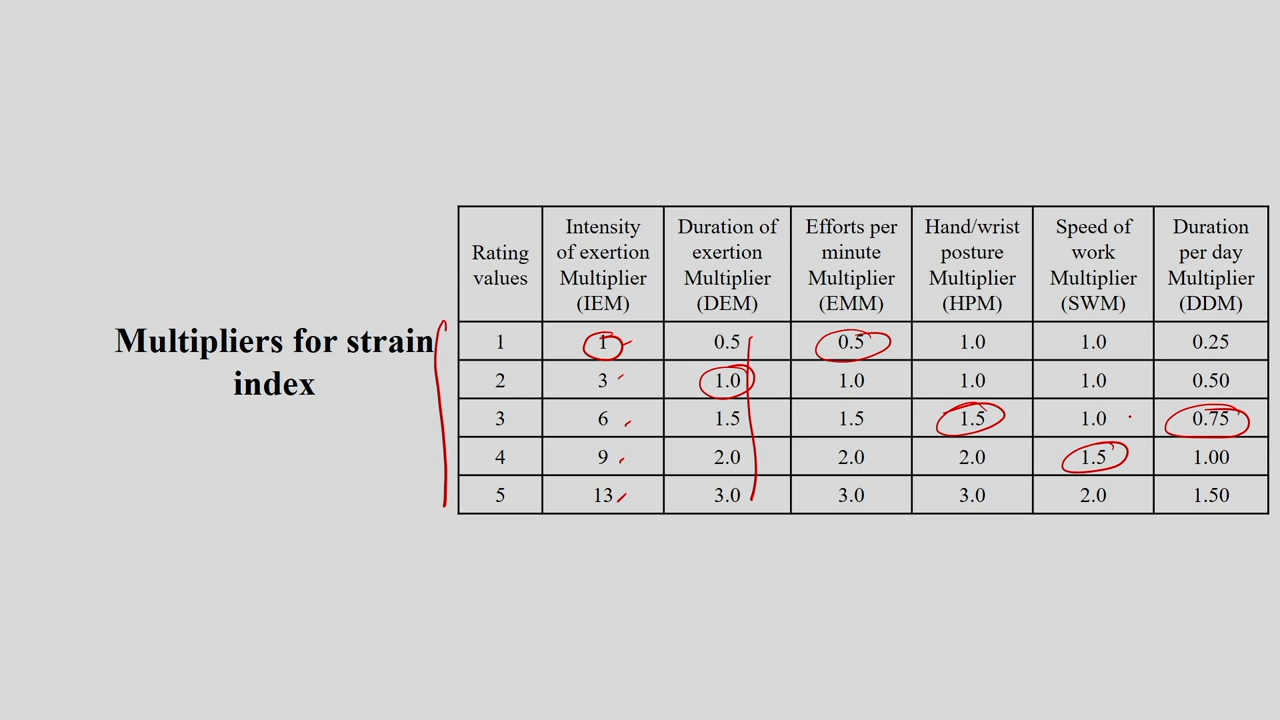 Multipliers for strain
index
Rating
values
Intensity
of exertion
Multiplier
(IEM)
Duration of
exertion
Multiplier
(DEM)
Efforts per
minute
Multiplier
(EMM)
Hand/wrist
posture
Multiplier
(HPM)
Speed of
work
Multiplier
(SWM)
Duration
per day
Multiplier
(DDM)
1 1 0.5 0.5 1.0 1.0 0.25
2 3 1.0 1.0 1.0 1.0 0.50
3 6 1.5 1.5 1.5 1.0 0.75
4 9 2.0 2.0 2.0 1.5 1.00
5 13 3.0 3.0 3.0 2.0 1.50